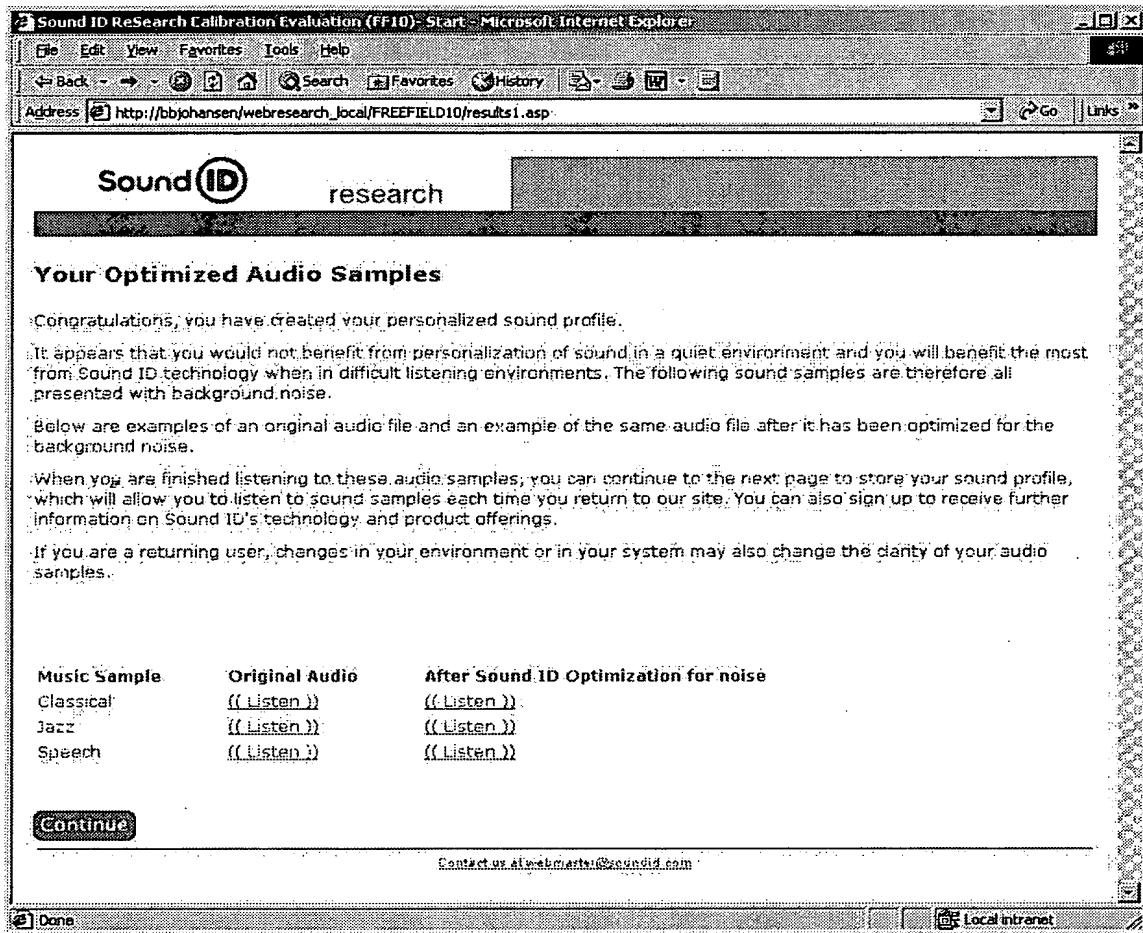 Sound ID ReSearch Calibration Evaluation (FF10)- Start - Microsoft Internet Explorer
File Edit View Favorites Tools Help
Back Search Favorites History
Address http://bbjohansen/webresearch_local/FREEFIELD10/results1.asp Go Links »
Sound ID research
Your Optimized Audio Samples
Congratulations, you have created your personalized sound profile.
It appears that you would not benefit from personalization of sound in a quiet environment and you will benefit the most
from Sound ID technology when in difficult listening environments. The following sound samples are therefore all
presented with background noise.
Below are examples of an original audio file and an example of the same audio file after it has been optimized for the
background noise.
When you are finished listening to these audio samples, you can continue to the next page to store your sound profile,
which will allow you to listen to sound samples each time you return to our site. You can also sign up to receive further
information on Sound ID's technology and product offerings.
If you are a returning user, changes in your environment or in your system may also change the clarity of your audio
samples.
Music Sample Original Audio After Sound ID Optimization for noise
Classical (( Listen )) (( Listen ))
Jazz (( Listen )) (( Listen ))
Speech (( Listen )) (( Listen ))
Continue
Contact us at webmaster@soundid.com
Done Local intranet